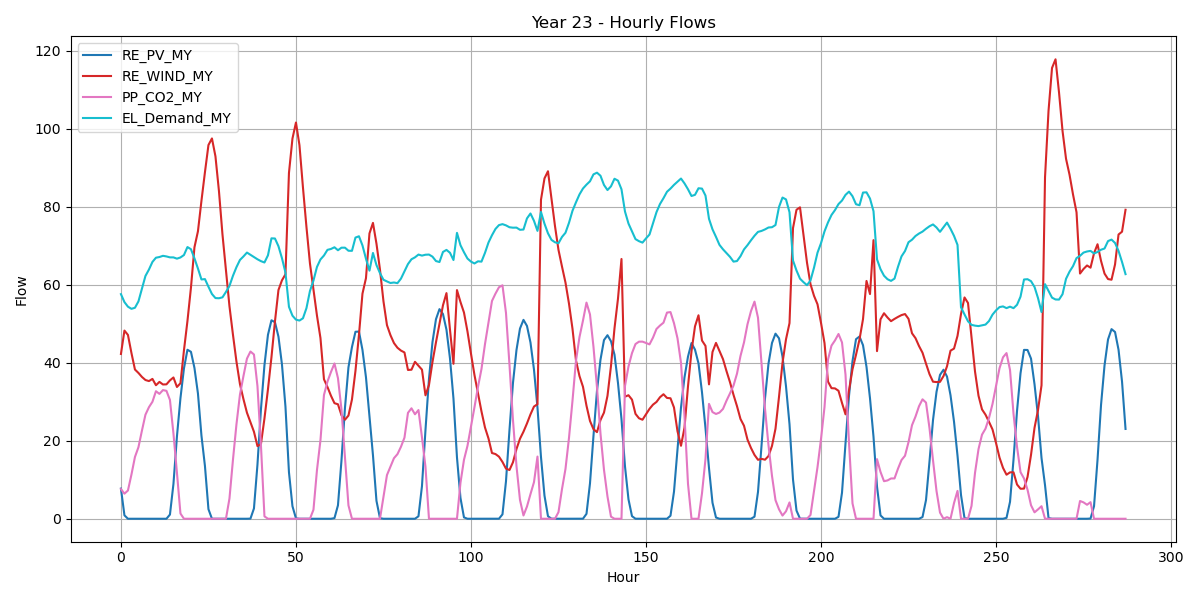 Year 23 - Hourly Flows
RE_PV_MY
RE_WIND_MY
PP_CO2_MY
EL_Demand_MY
Flow
120
100
80
60
40
20
0
0 50 100 150 200 250 300
Hour